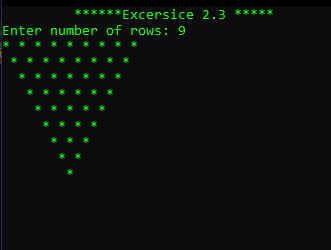 ******Excersice 2.3 *****
Enter number of rows: 9
* * * * * * * * *
 * * * * * * * *
  * * * * * * *
   * * * * * *
    * * * * *
     * * * *
      * * *
       * *
        *